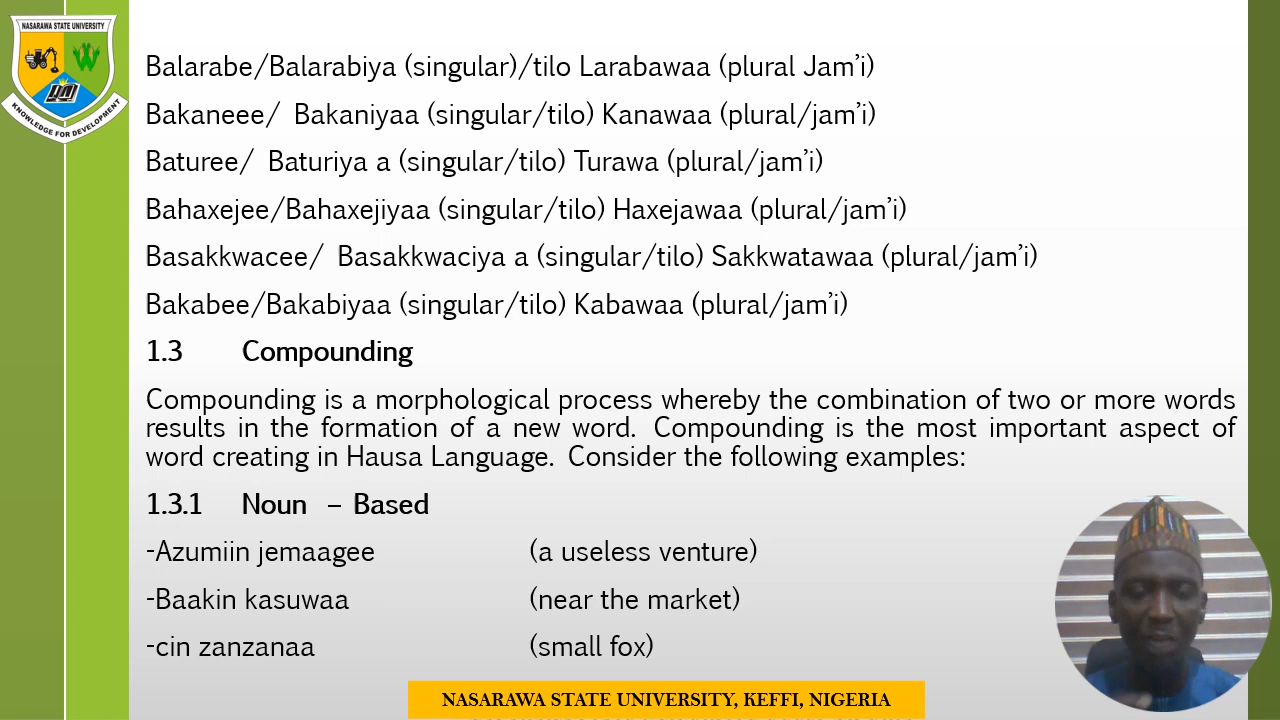 NASARAWA STATE UNIVERSITY
KNOWLEDGE FOR DEVELOPMENT
Balarabe/Balarabiya (singular)/tilo Larabawaa (plural Jam’i)
Bakaneee/ Bakaniyaa (singular/tilo) Kanawaa (plural/jam’i)
Baturee/ Baturiya a (singular/tilo) Turawa (plural/jam’i)
Bahaxejee/Bahaxejiyaa (singular/tilo) Haxejawaa (plural/jam’i)
Basakkwacee/ Basakkwaciya a (singular/tilo) Sakkwatawaa (plural/jam’i)
Bakabee/Bakabiyaa (singular/tilo) Kabawaa (plural/jam’i)
1.3 Compounding
Compounding is a morphological process whereby the combination of two or more words
results in the formation of a new word. Compounding is the most important aspect of
word creating in Hausa Language. Consider the following examples:
1.3.1 Noun – Based
-Azumiin jemaagee (a useless venture)
-Baakin kasuwaa (near the market)
-cin zanzanaa (small fox)
NASARAWA STATE UNIVERSITY, KEFFI, NIGERIA